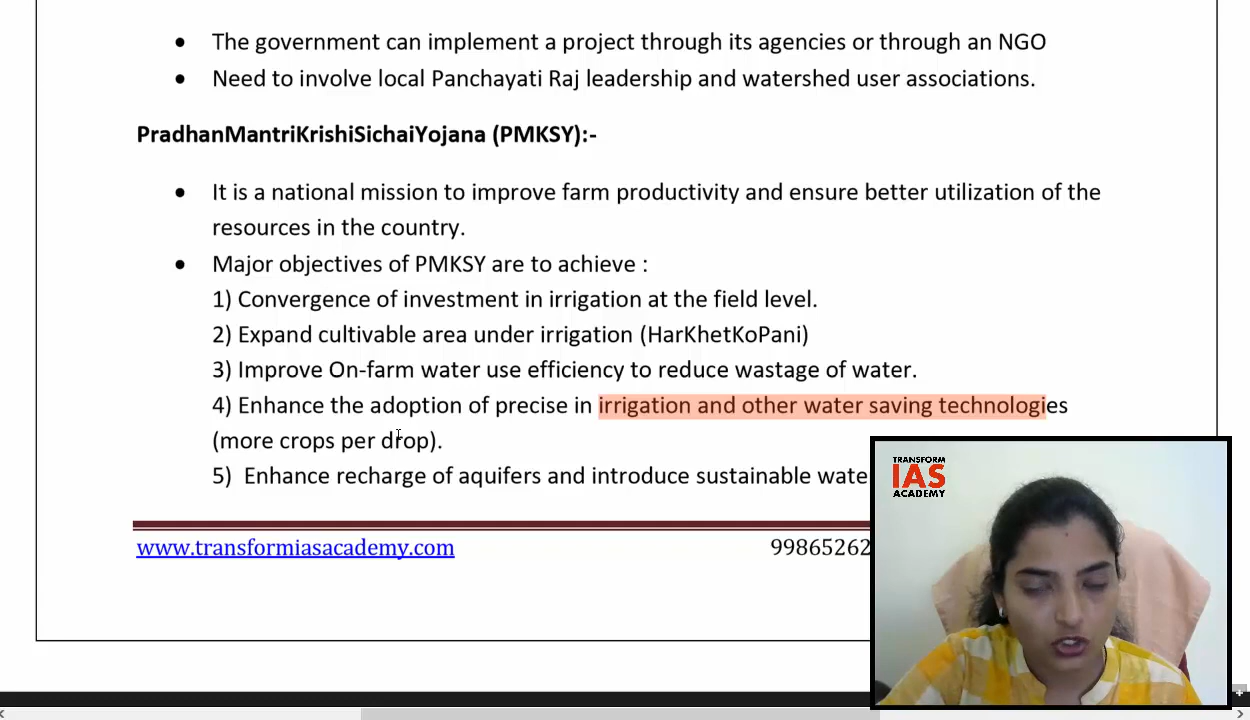 The government can implement a project through its agencies or through an NGO
Need to involve local Panchayati Raj leadership and watershed user associations.
PradhanMantriKrishiSichaiYojana (PMKSY):-
It is a national mission to improve farm productivity and ensure better utilization of the
resources in the country.
Major objectives of PMKSY are to achieve :
1) Convergence of investment in irrigation at the field level.
2) Expand cultivable area under irrigation (HarKhetKoPani)
3) Improve On-farm water use efficiency to reduce wastage of water.
4) Enhance the adoption of precise in irrigation and other water saving technologies
(more crops per drop).
5) Enhance recharge of aquifers and introduce sustainable wate
www.transformiasacademy.com 99865262
TRANSFORM
IAS
ACADEMY